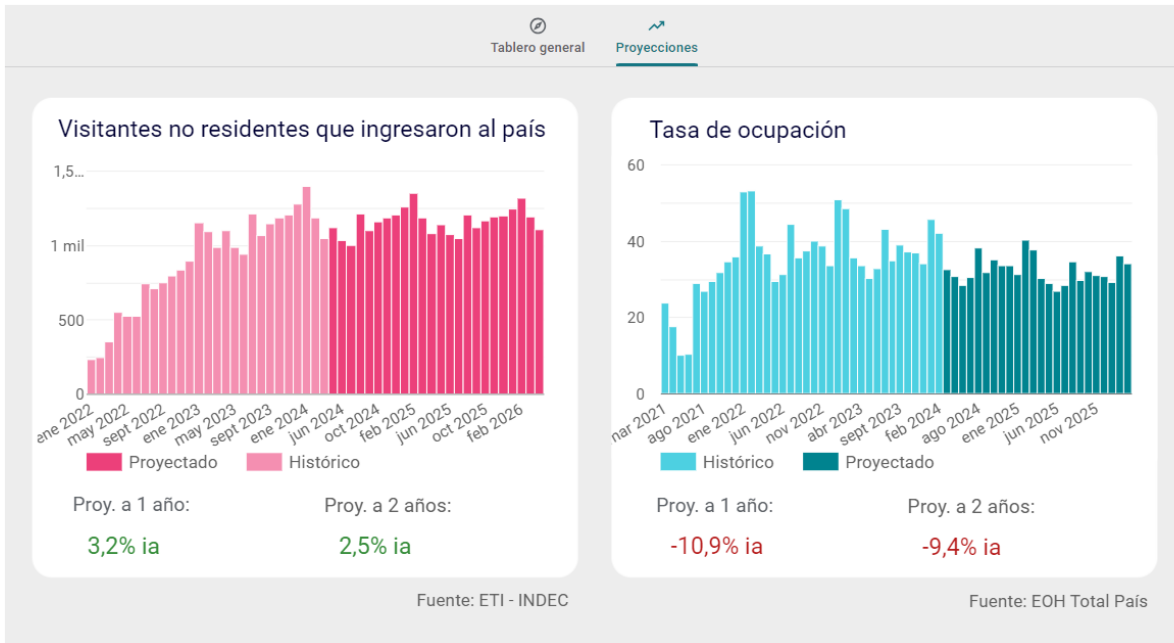 Tablero general
Proyecciones
Visitantes no residentes que ingresaron al país
1,5...
1 mil
500
0
ene 2022
may 2022
sept 2022
ene 2023
may 2023
sept 2023
ene 2024
jun 2024
oct 2024
feb 2025
jun 2025
oct 2025
feb 2026
Proyectado
Histórico
Proy. a 1 año:
Proy. a 2 años:
3,2% ia
2,5% ia
Fuente: ETI - INDEC
Tasa de ocupación
60
40
20
0
nar 2021
ago 2021
ene 2022
jun 2022
nov 2022
abr 2023
sept 2023
feb 2024
ago 2024
ene 2025
jun 2025
nov 2025
Histórico
Proyectado
Proy. a 1 año:
Proy. a 2 años:
-10,9% ia
-9,4% ia
Fuente: EOH Total País